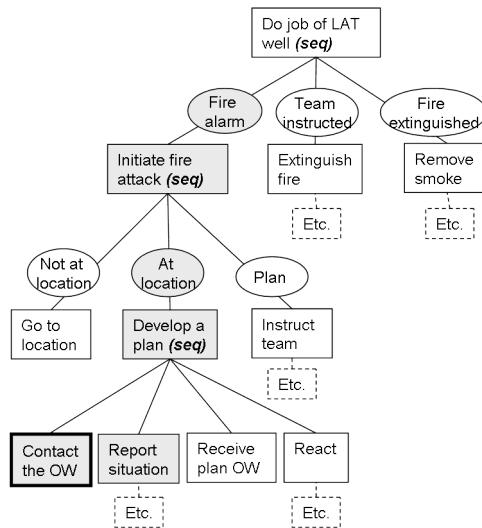 Do job of LAT
well (seq)
Fire
alarm
Team
instructed
Fire
extinguished
Initiate fire
attack (seq)
Extinguish
fire
Remove
smoke
Etc.
Etc.
Not at
location
At
location
Plan
Go to
location
Develop a
plan (seq)
Instruct
team
Etc.
Contact
the OW
Report
situation
Receive
plan OW
React
Etc.
Etc.